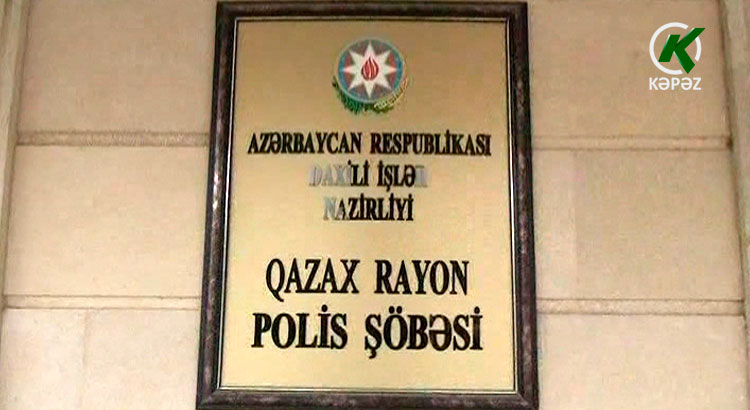 KƏPƏZ
AZƏRBAYCAN RESPUBLİKASI
DAXİLİ İŞLƏR
NAZİRLİYİ
QAZAX RAYON
POLİS ŞÖBƏSİ